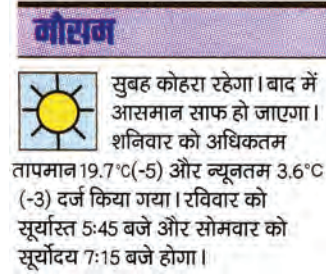 मौसम
सुबह कोहरा रहेगा। बाद में
आसमान साफ हो जाएगा।
शनिवार को अधिकतम
तापमान 19.7°C(-5) और न्यूनतम 3.6°C
(-3) दर्ज किया गया। रविवार को
सूर्यास्त 5:45 बजे और सोमवार को
सूर्योदय 7:15 बजे होगा।